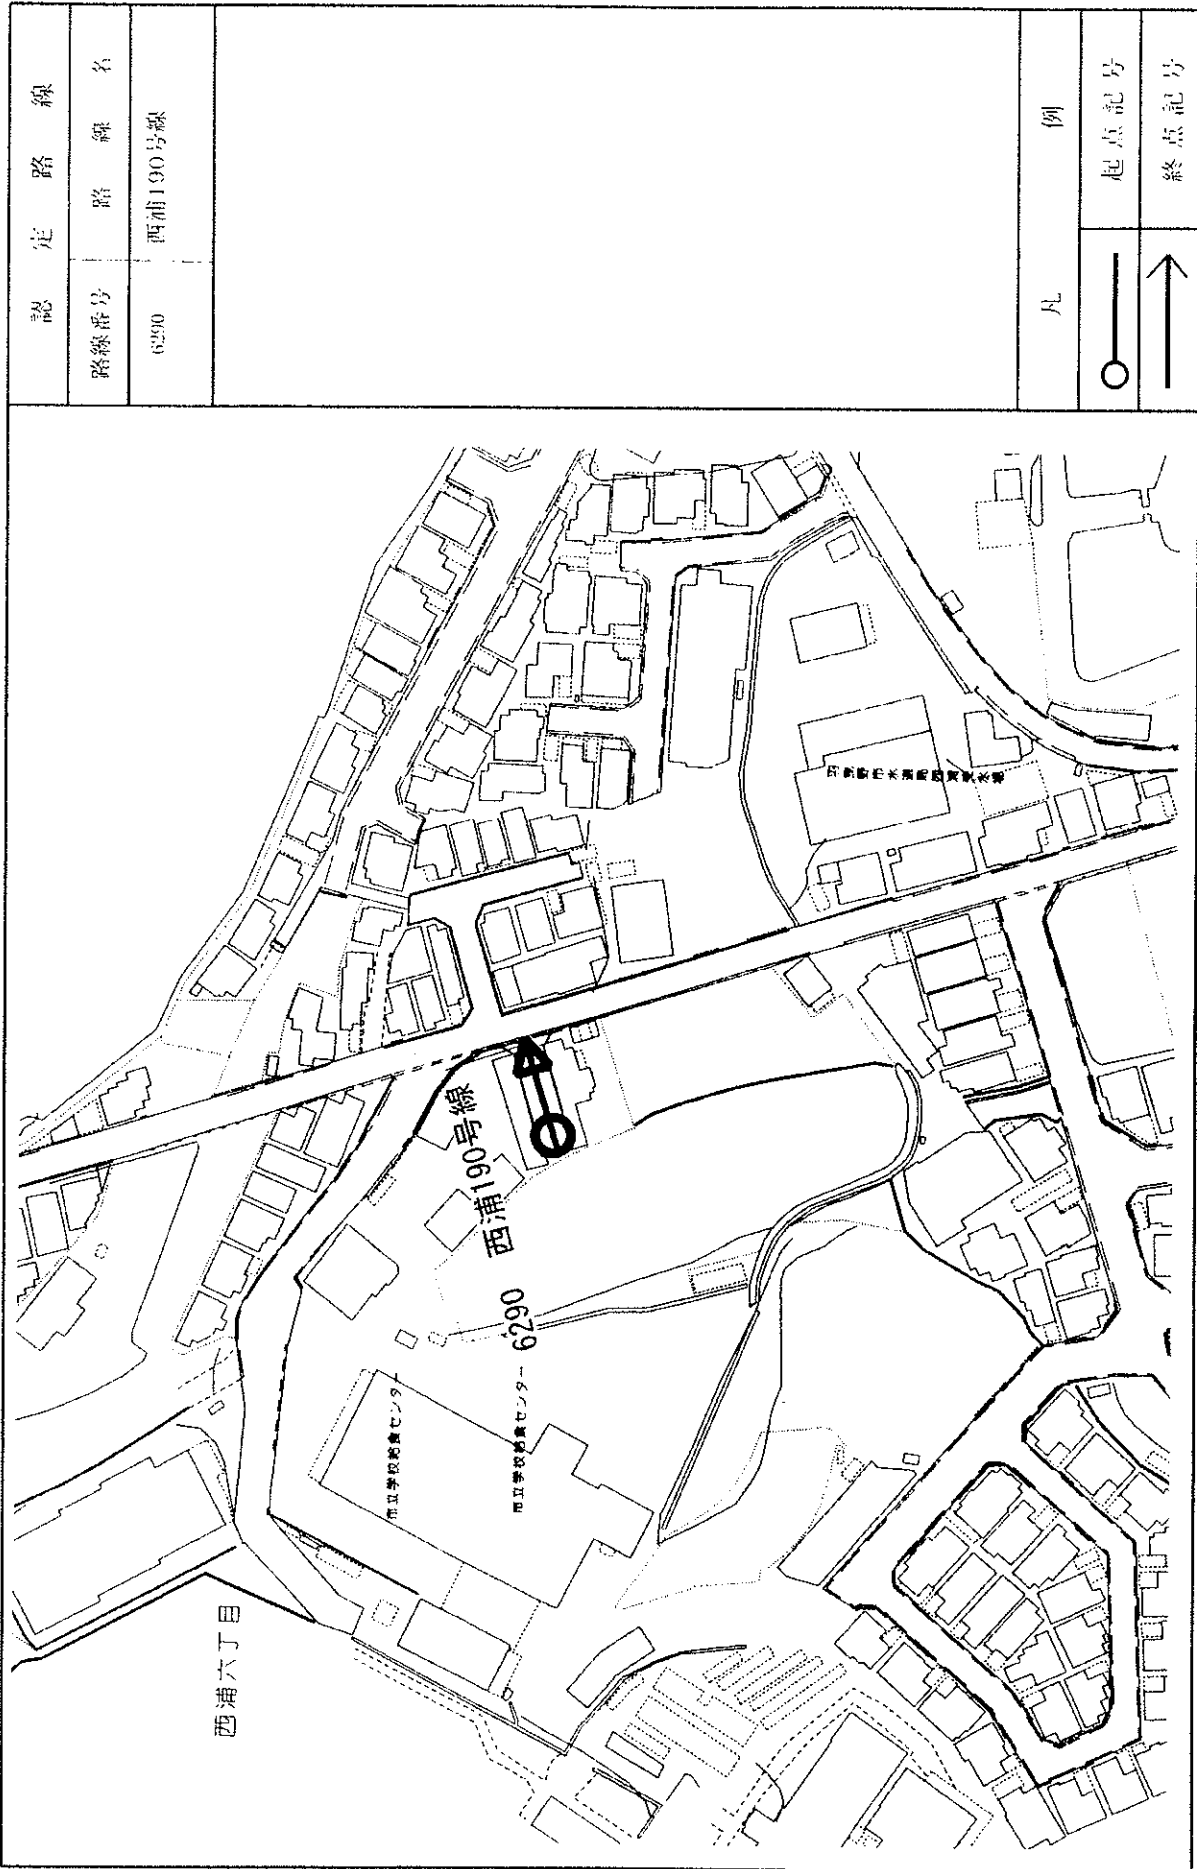 認定路線
路線番号 路線名
6290 西浦190号線
凡例
起点記号
終点記号
6290 西浦190号線
市立学校給食センター
市立学校給食センター
西浦六丁目